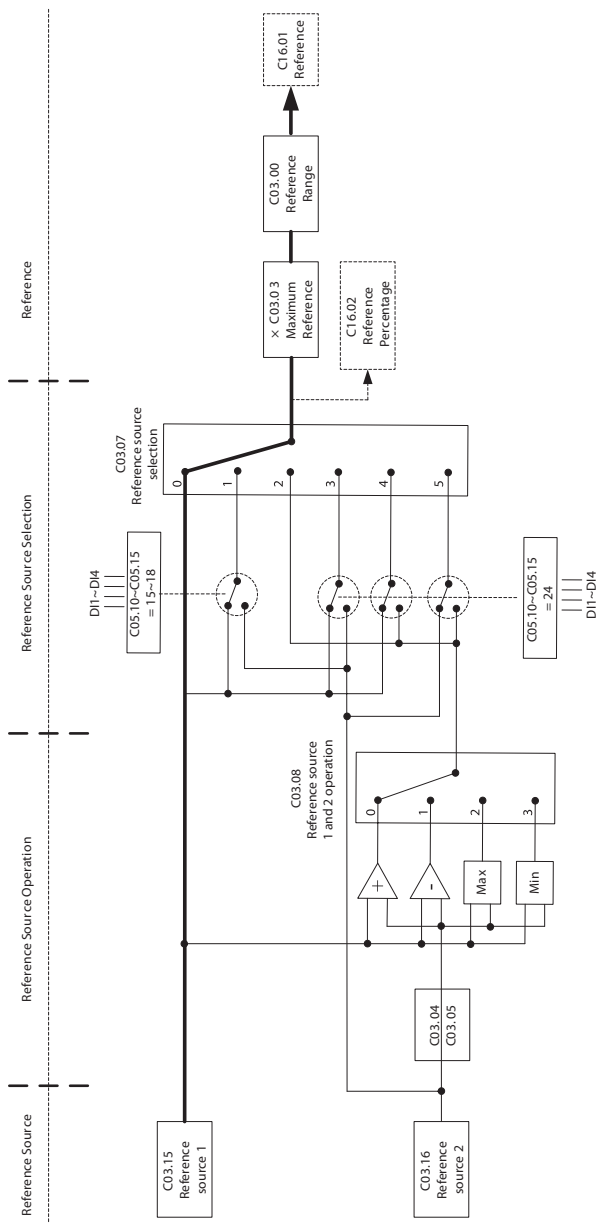 Reference Source
Reference Source Operation
Reference Source Selection
Reference
C03.15
Reference
source 1
C03.16
Reference
source 2
C03.04
C03.05
+
-
Max
Min
C03.08
Reference source
1 and 2 operation
0
1
2
3
DI1~DI4
C05.10~C05.15
= 15~18
C05.10~C05.15
= 24
DI1~DI4
C03.07
Reference source
selection
0
1
2
3
4
5
× C03.0 3
Maximum
Reference
C16.02
Reference
Percentage
C03.00
Reference
Range
C16.01
Reference